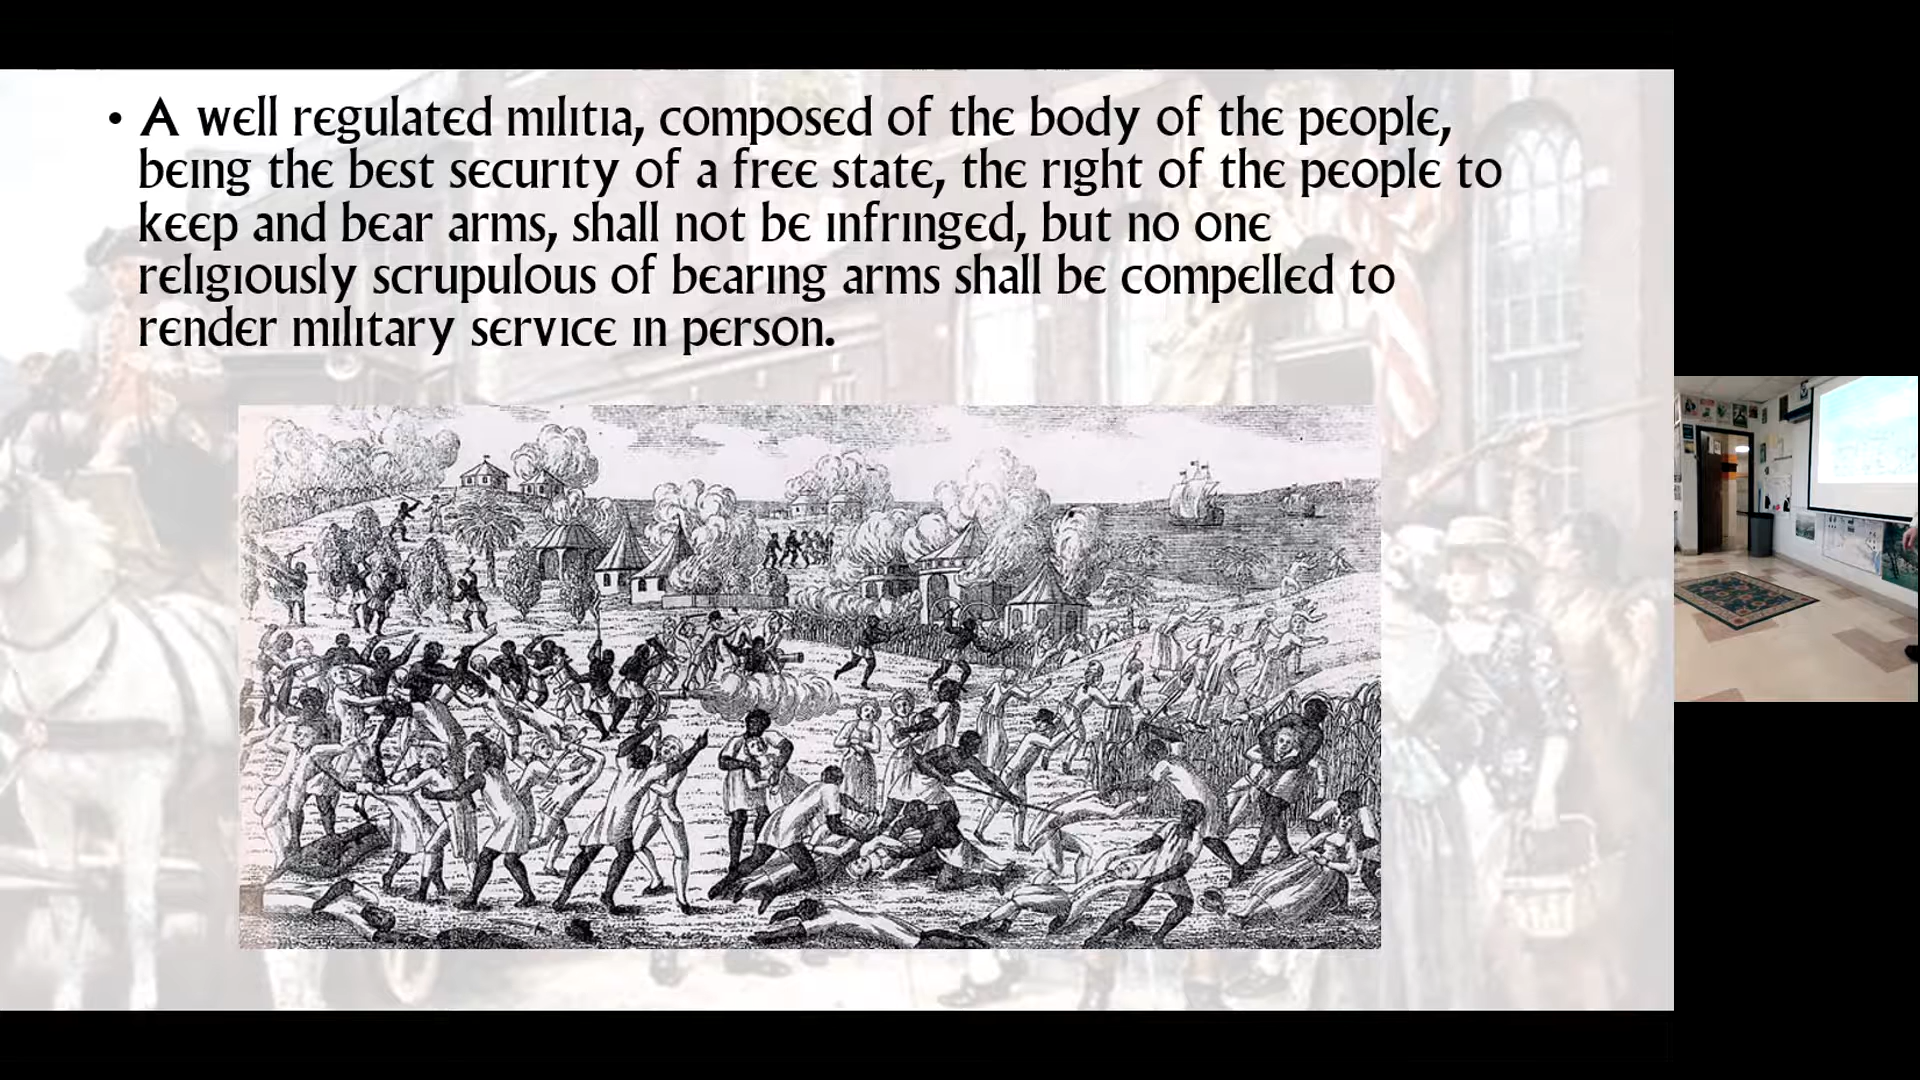 • A well regulated militia, composed of the body of the people,
being the best security of a free state, the right of the people to
keep and bear arms, shall not be infringed, but no one
religiously scrupulous of bearing arms shall be compelled to
render military service in person.